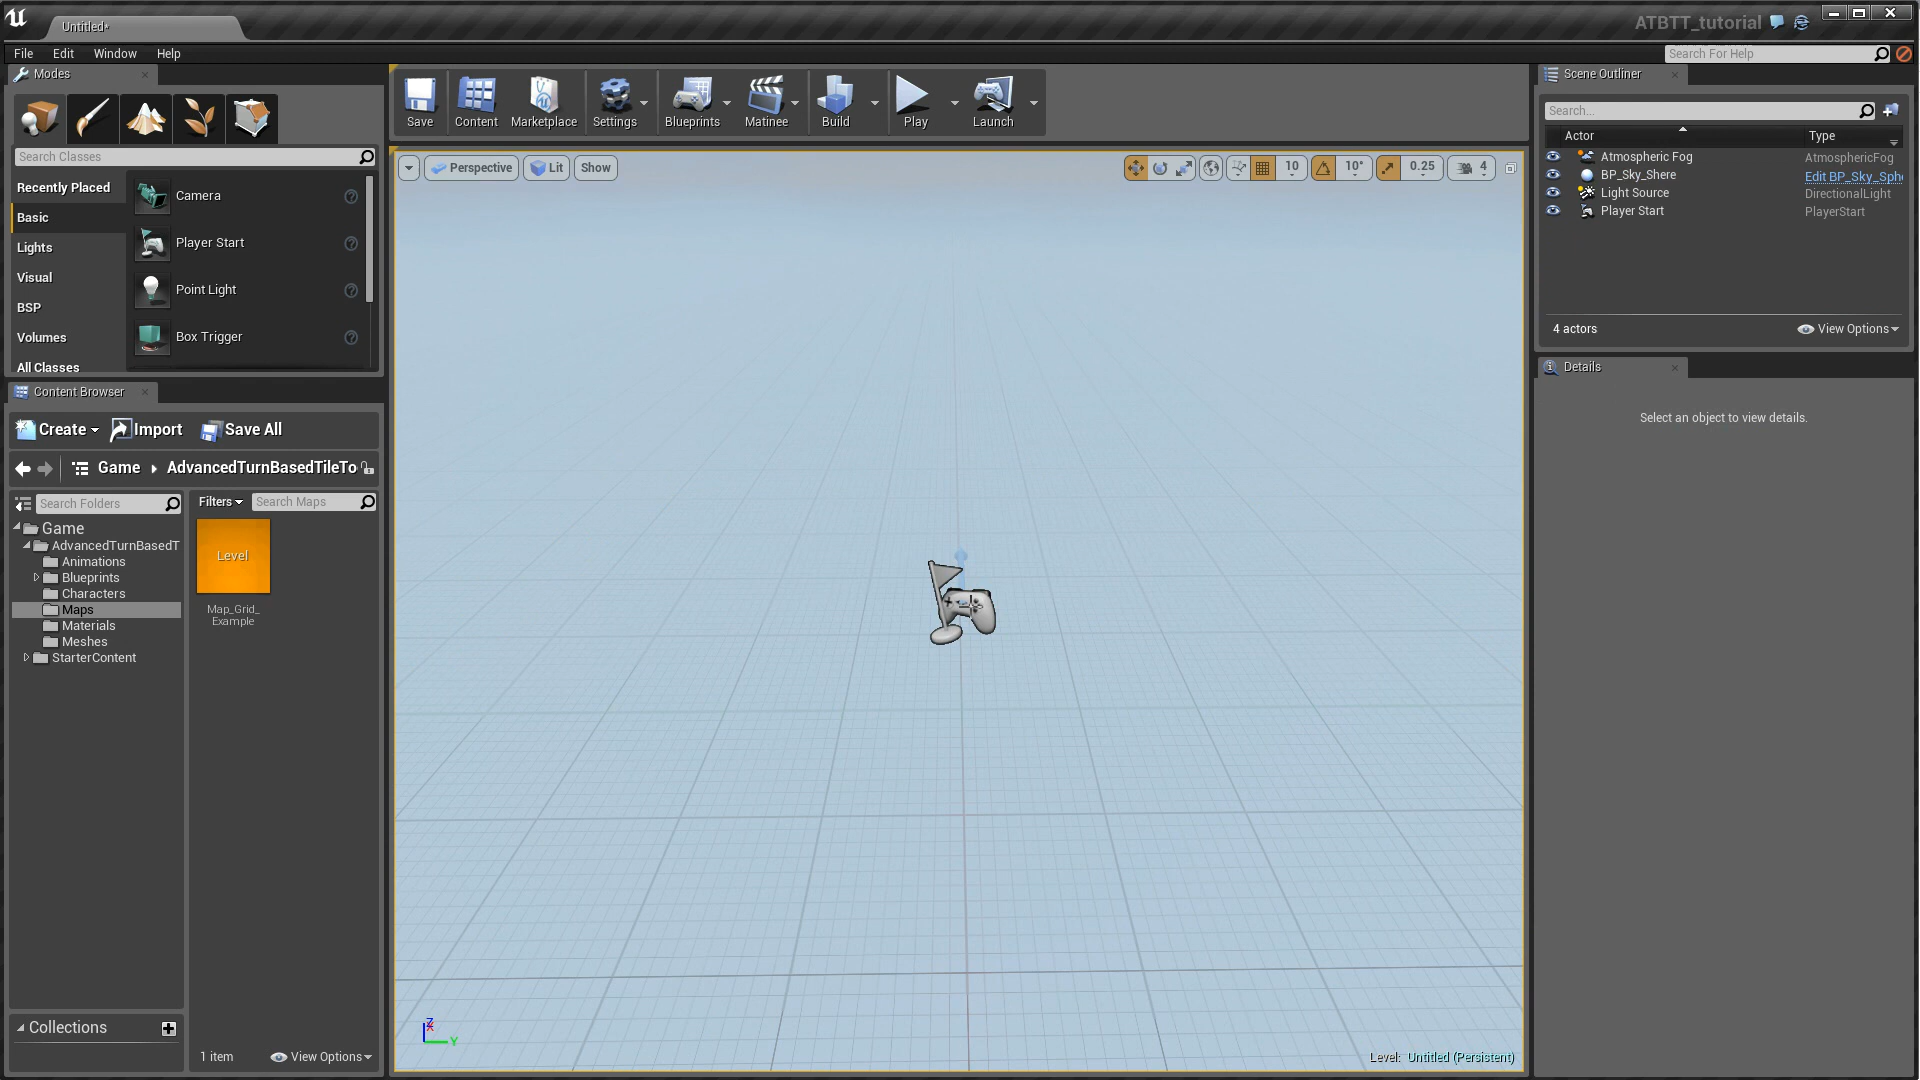 Untitled*
ATBTT_tutorial
File Edit Window Help
Search For Help
Modes
Search Classes
Recently Placed
Basic
Lights
Visual
BSP
Volumes
All Classes
Camera
Player Start
Point Light
Box Trigger
Content Browser
Create Import Save All
Game AdvancedTurnBasedTileTo
Search Folders
Game
AdvancedTurnBasedT
Animations
Blueprints
Characters
Maps
Materials
Meshes
StarterContent
Filters Search Maps
Level
Map_Grid_
Example
Collections
1 item View Options
Save Content Marketplace Settings Blueprints Matinee Build Play Launch
Perspective Lit Show
10 10° 0.25 4
Z
X
Y
Level: Untitled (Persistent)
Scene Outliner
Search...
Actor Type
Atmospheric Fog AtmosphericFog
BP_Sky_Shere Edit BP_Sky_Sph
Light Source DirectionalLight
Player Start PlayerStart
4 actors View Options
Details
Select an object to view details.